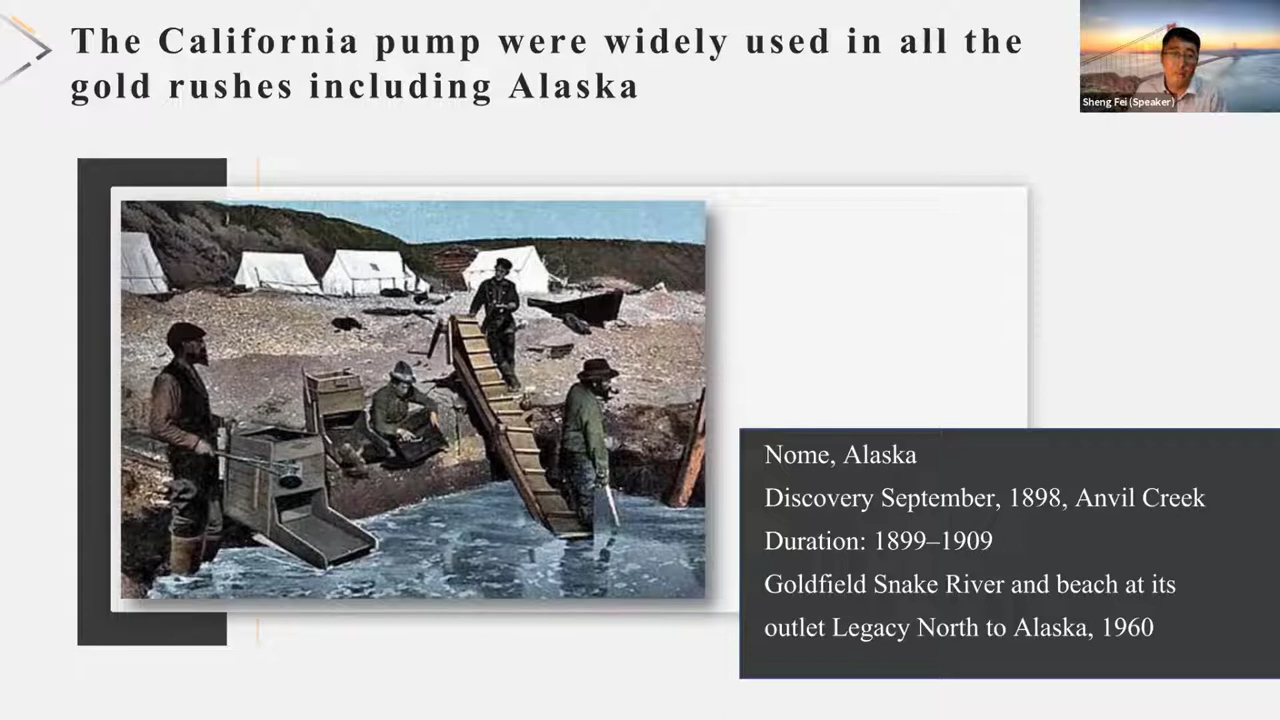 The California pump were widely used in all the
gold rushes including Alaska
Sheng Fei (Speaker)
Nome, Alaska
Discovery September, 1898, Anvil Creek
Duration: 1899–1909
Goldfield Snake River and beach at its
outlet Legacy North to Alaska, 1960